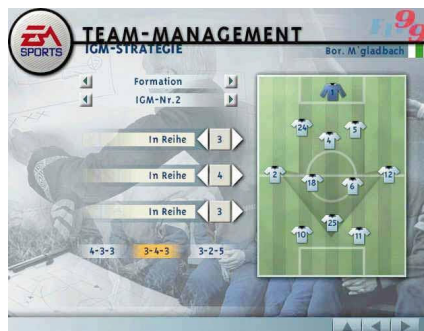 EA
SPORTS
TEAM-MANAGEMENT
99
IGM-STRATEGIE
Bor. M'gladbach
Formation
IGM-Nr.2
In Reihe 3
In Reihe 4
In Reihe 3
4-3-3 3-4-3 3-2-5
24 5
4
2 12
18 6
25
10 11